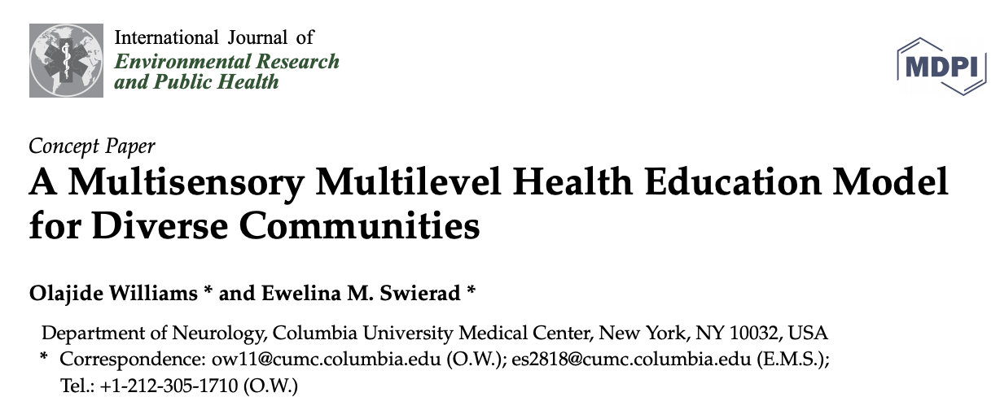 International Journal of
Environmental Research
and Public Health
MDPI
Concept Paper
A Multisensory Multilevel Health Education Model
for Diverse Communities
Olajide Williams * and Ewelina M. Swierad *
Department of Neurology, Columbia University Medical Center, New York, NY 10032, USA
* Correspondence: ow11@cumc.columbia.edu (O.W.); es2818@cumc.columbia.edu (E.M.S.);
Tel.: +1-212-305-1710 (O.W.)